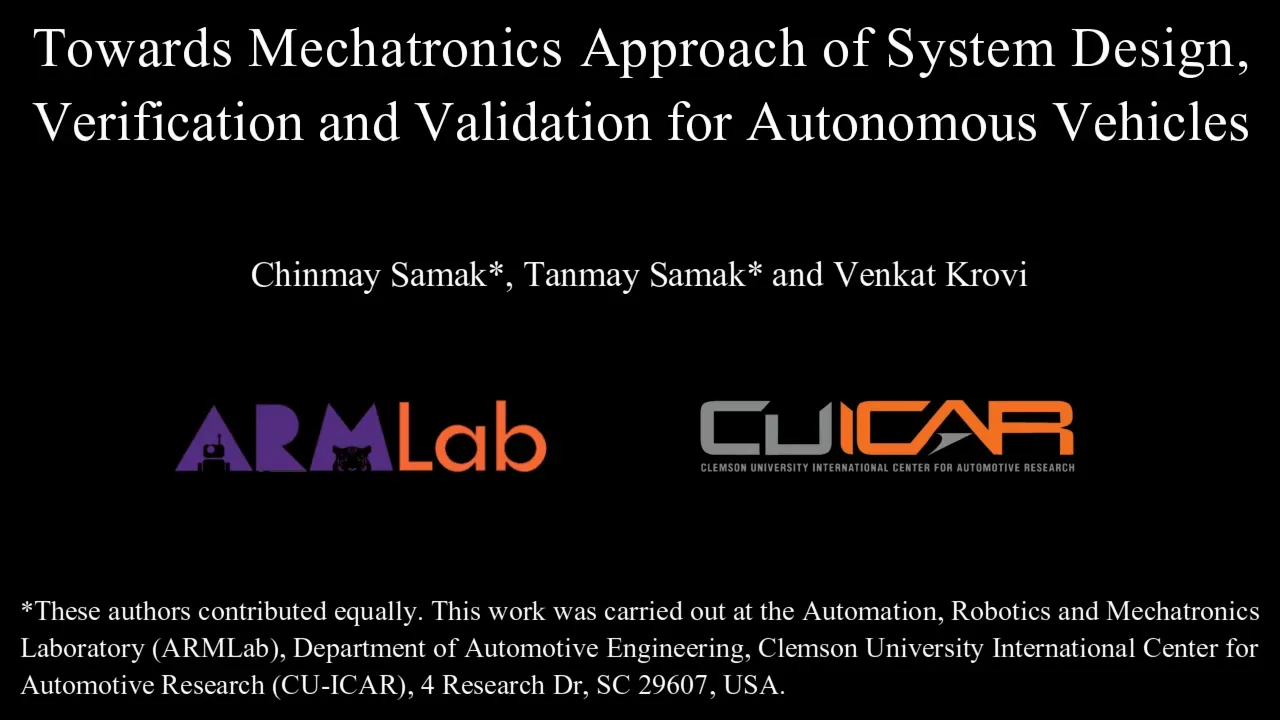 Towards Mechatronics Approach of System Design,
Verification and Validation for Autonomous Vehicles
Chinmay Samak*, Tanmay Samak* and Venkat Krovi
ARMLab
CUICAR
CLEMSON UNIVERSITY INTERNATIONAL CENTER FOR AUTOMOTIVE RESEARCH
*These authors contributed equally. This work was carried out at the Automation, Robotics and Mechatronics
Laboratory (ARMLab), Department of Automotive Engineering, Clemson University International Center for
Automotive Research (CU-ICAR), 4 Research Dr, SC 29607, USA.